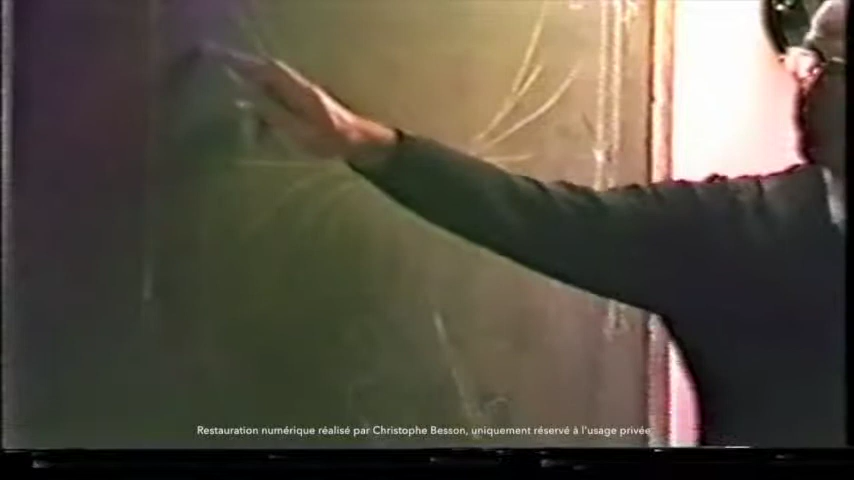 Restauration numérique réalisé par Christophe Besson, uniquement réservé à l'usage privée